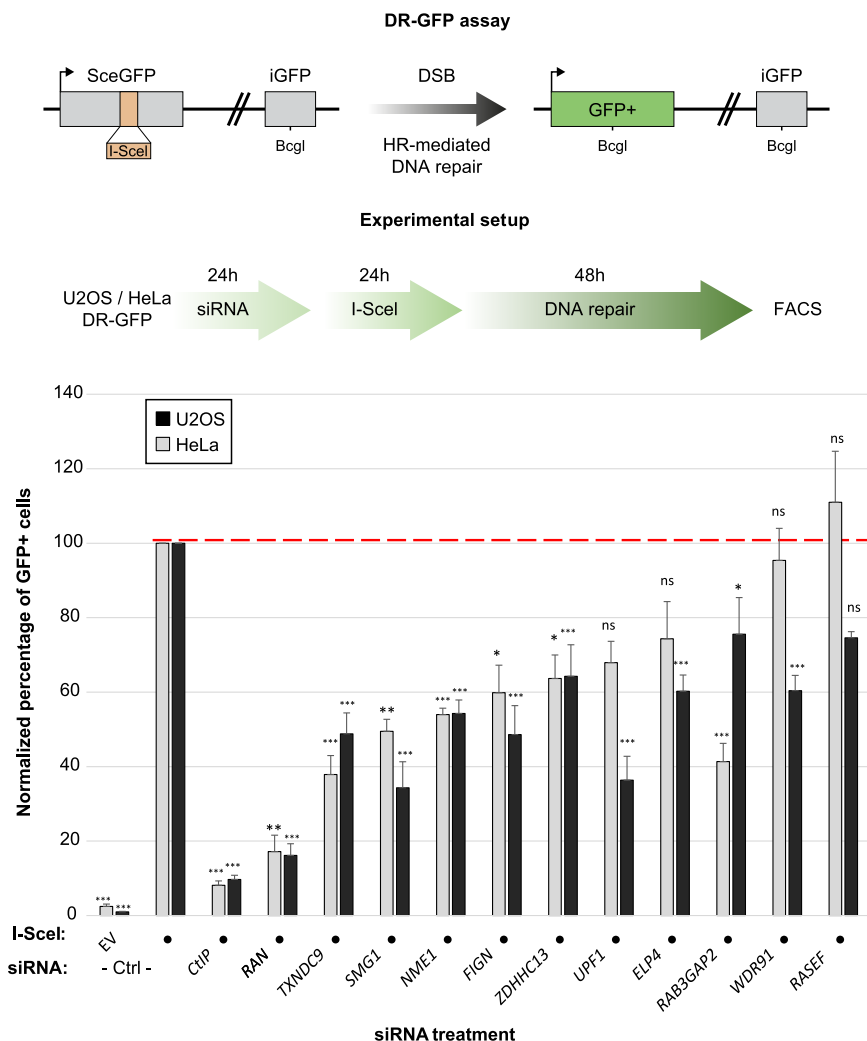 DR-GFP assay
SceGFP
iGFP
DSB
iGFP
GFP+
I-SceI
BcgI
HR-mediated
DNA repair
BcgI
BcgI
Experimental setup
24h
24h
48h
U2OS / HeLa
DR-GFP
siRNA
I-SceI
DNA repair
FACS
Normalized percentage of GFP+ cells
140
120
100
80
60
40
20
0
U2OS
HeLa
***
***
***
***
**
***
***
***
**
***
***
***
*
***
*
***
ns
***
ns
***
***
*
ns
***
ns
ns
I-SceI:
EV
siRNA:
- Ctrl -
CtIP
RAN
TXNDC9
SMG1
NME1
FIGN
ZDHHC13
UPF1
ELP4
RAB3GAP2
WDR91
RASEF
siRNA treatment